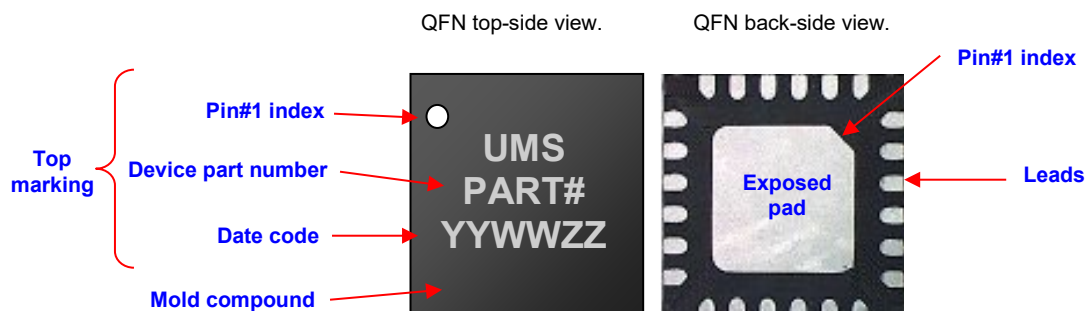 QFN top-side view.
QFN back-side view.
Pin#1 index
Pin#1 index
Device part number
Top
marking
Date code
Mold compound
UMS
PART#
YYWWZZ
Exposed
pad
Leads